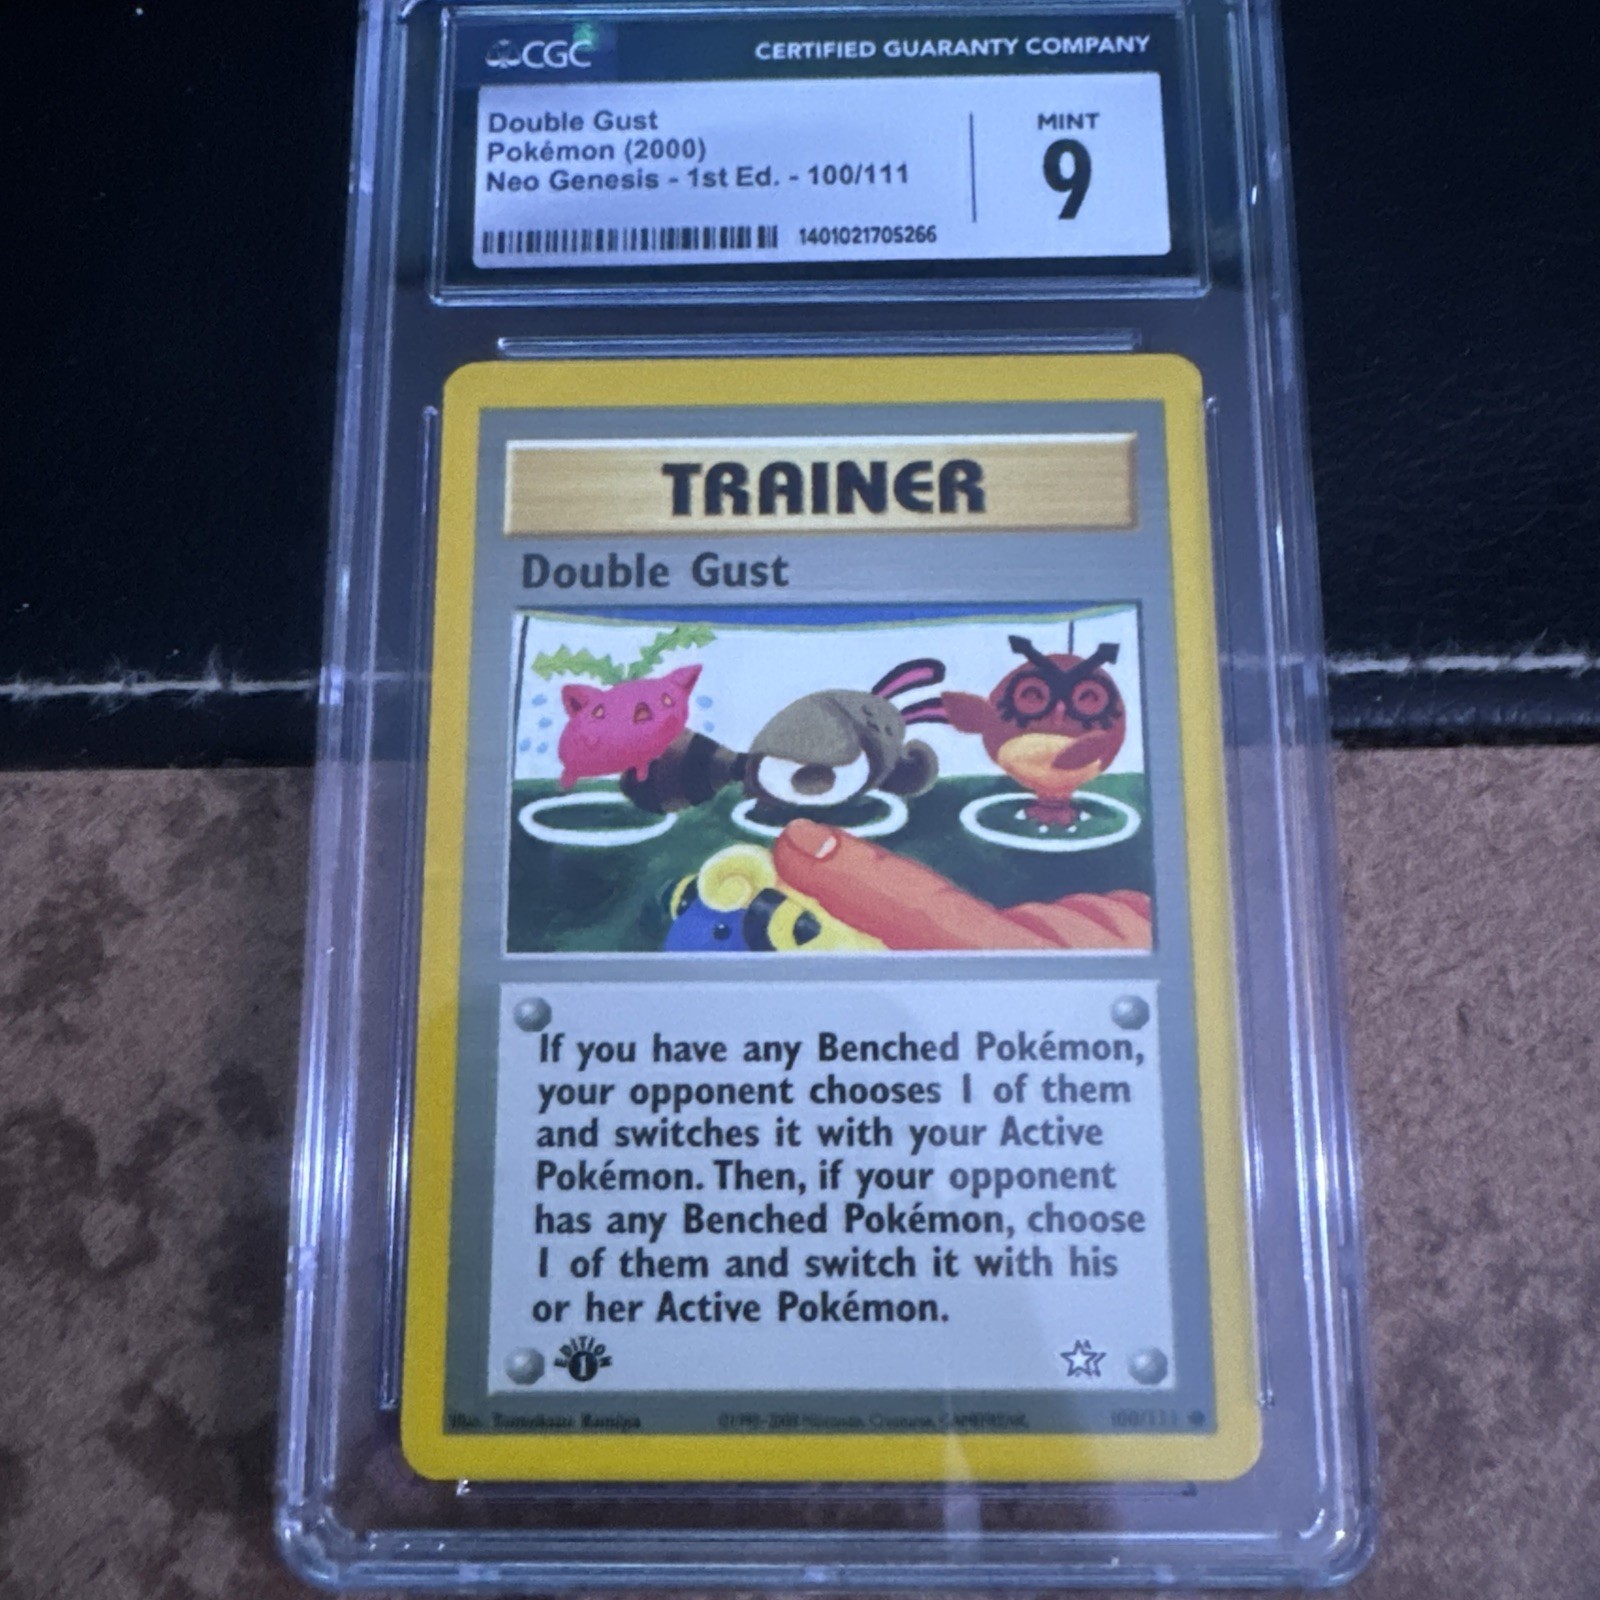 CGC
CERTIFIED GUARANTY COMPANY
Double Gust
Pokémon (2000)
Neo Genesis - 1st Ed. - 100/111
MINT
9
1401021705266
TRAINER
Double Gust
If you have any Benched Pokémon,
your opponent chooses 1 of them
and switches it with your Active
Pokémon. Then, if your opponent
has any Benched Pokémon, choose
1 of them and switch it with his
or her Active Pokémon.
EDITION
1
100/111